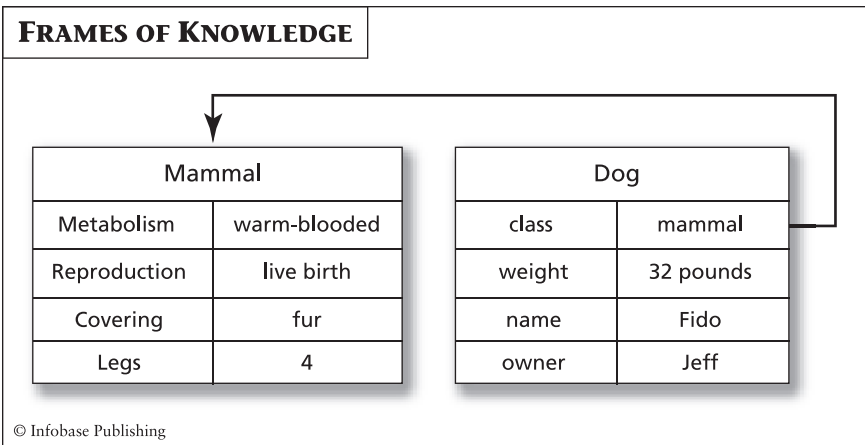 FRAMES OF KNOWLEDGE
Mammal
Metabolism warm-blooded
Reproduction live birth
Covering fur
Legs 4
Dog
class mammal
weight 32 pounds
name Fido
owner Jeff
© Infobase Publishing